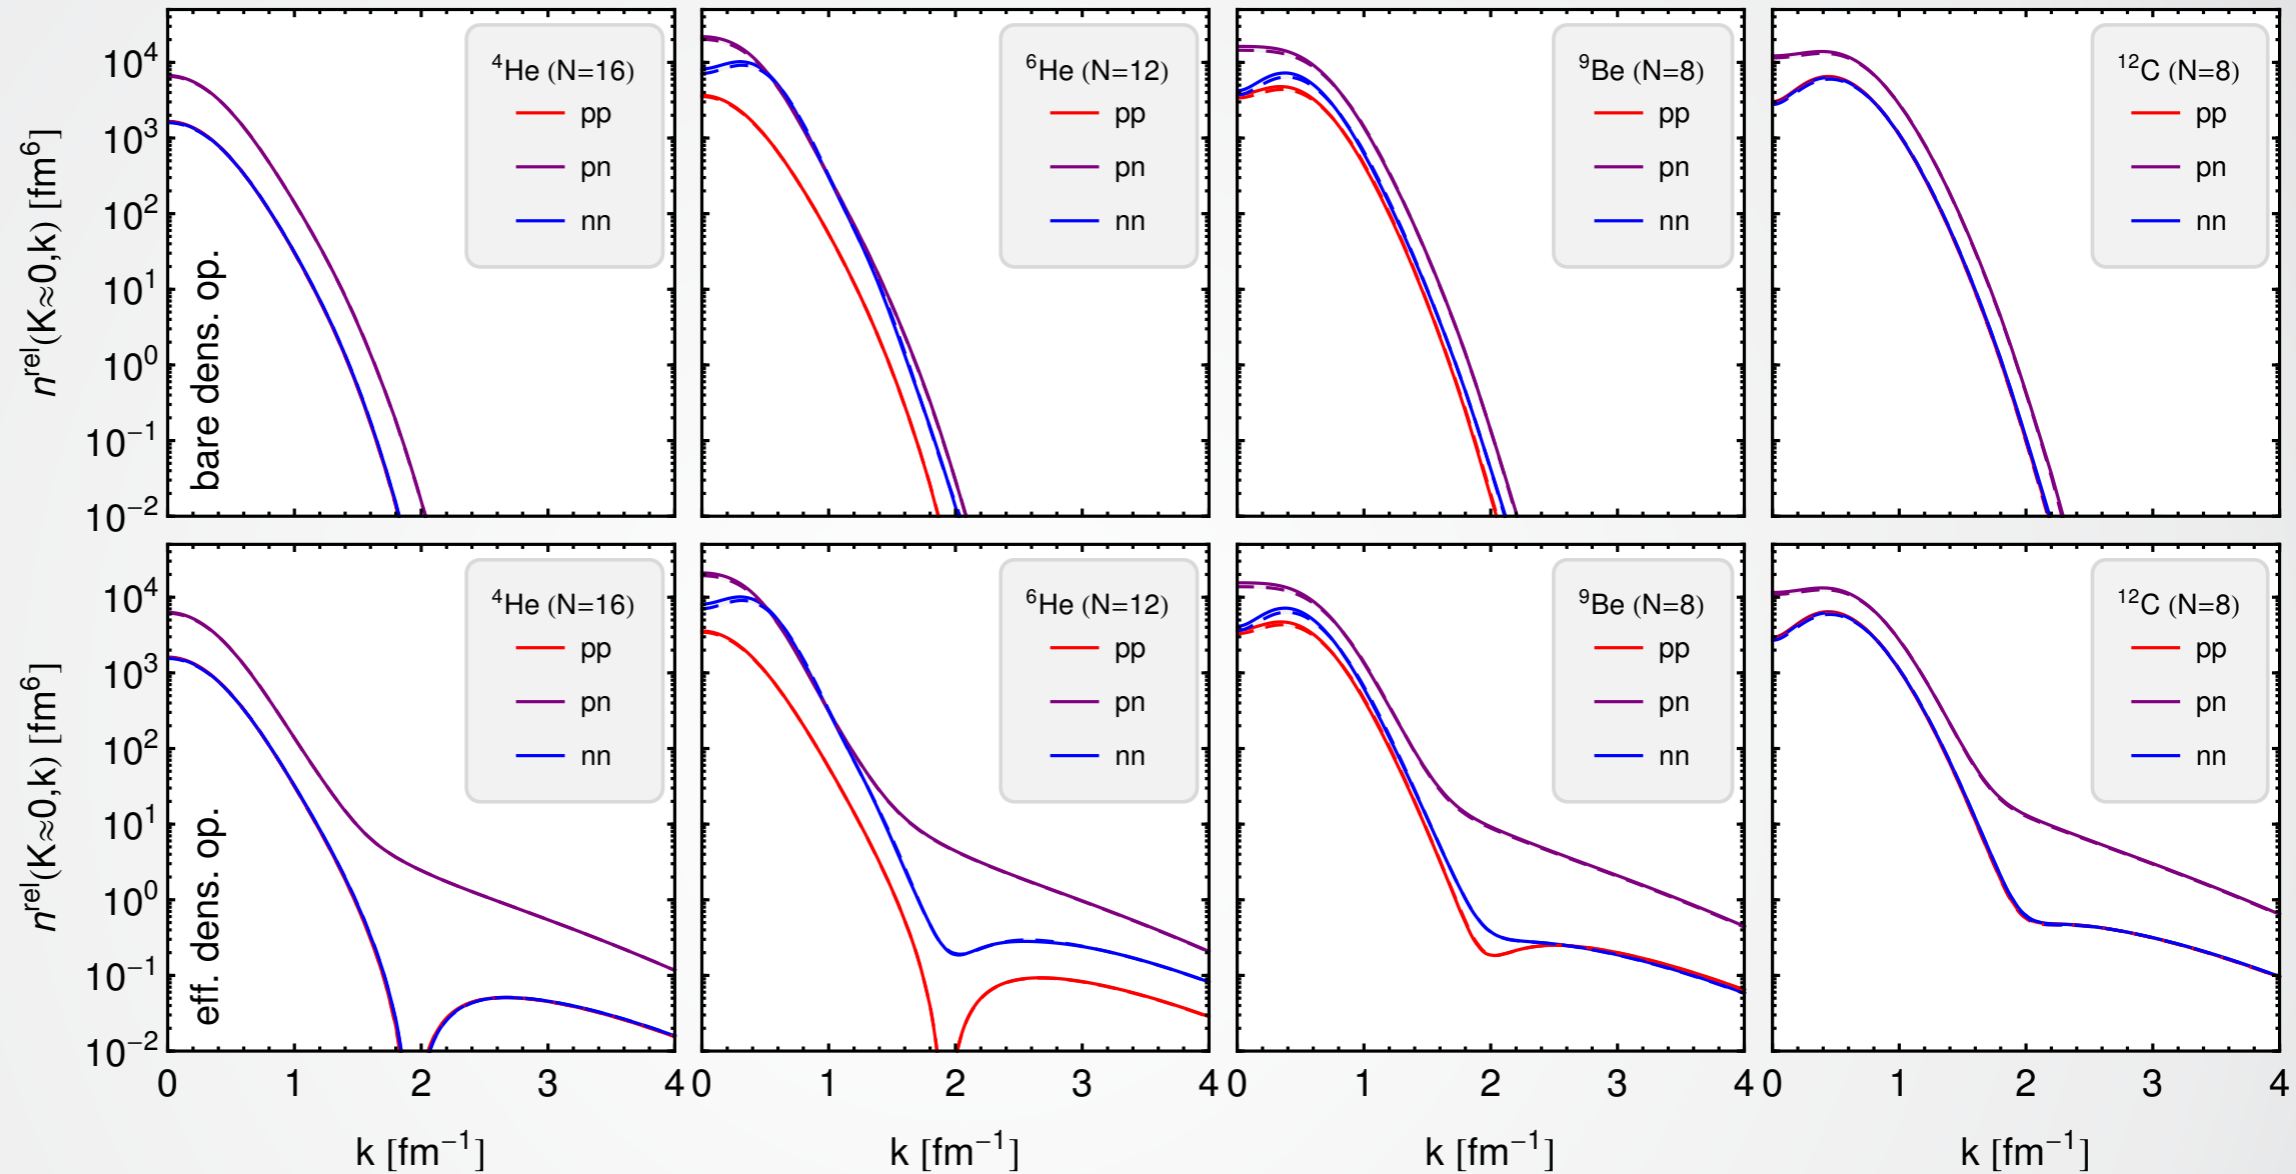 n^rel(K≈0,k) [fm^6]
10^4
10^3
10^2
10^1
10^0
10^−1
10^−2
bare dens. op.
^4He (N=16)
pp
pn
nn
^6He (N=12)
pp
pn
nn
^9Be (N=8)
pp
pn
nn
^12C (N=8)
pp
pn
nn
n^rel(K≈0,k) [fm^6]
10^4
10^3
10^2
10^1
10^0
10^−1
10^−2
eff. dens. op.
^4He (N=16)
pp
pn
nn
^6He (N=12)
pp
pn
nn
^9Be (N=8)
pp
pn
nn
^12C (N=8)
pp
pn
nn
0 1 2 3 4 0 1 2 3 4 0 1 2 3 4 0 1 2 3 4
k [fm^−1] k [fm^−1] k [fm^−1] k [fm^−1]